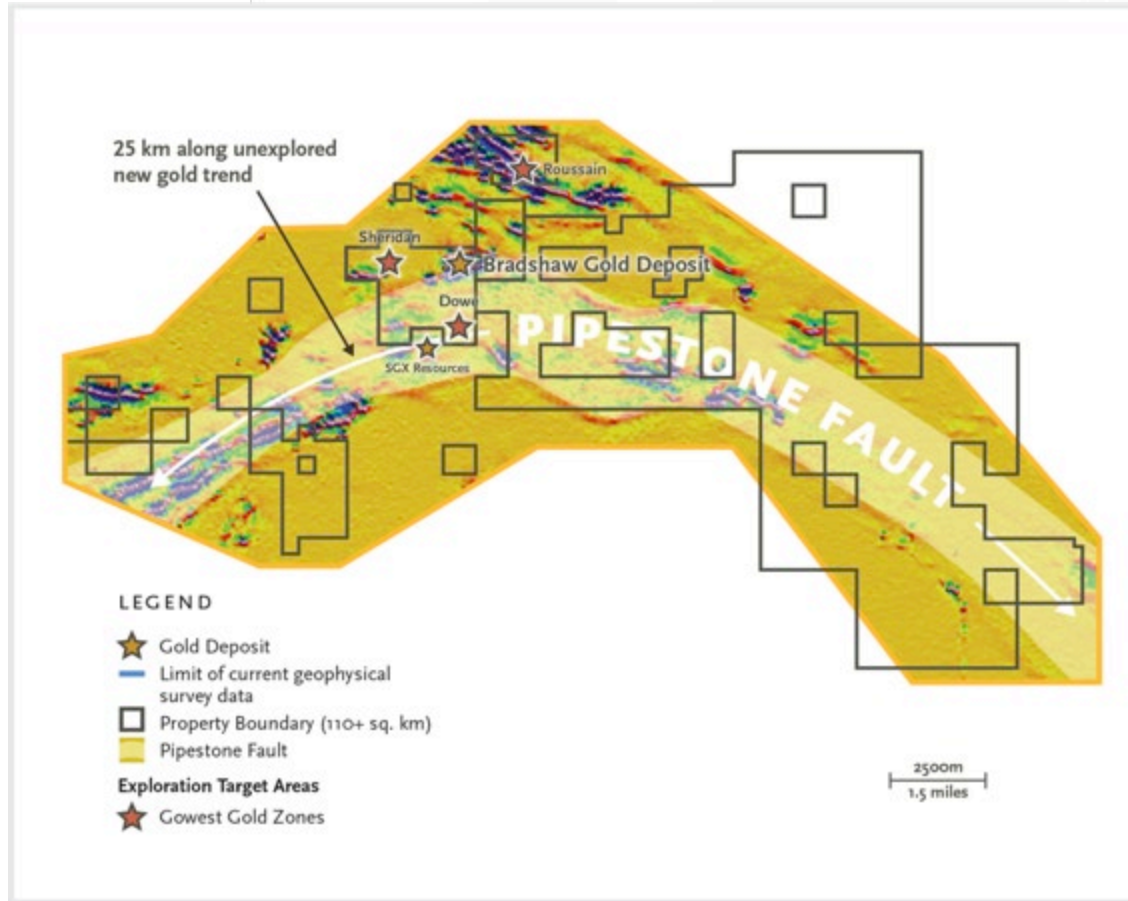 25 km along unexplored
new gold trend
Roussain
Sheridan
Bradshaw Gold Deposit
Dowe
PIPESTONE FAULT
SGX Resources
LEGEND
Gold Deposit
Limit of current geophysical
survey data
Property Boundary (110+ sq. km)
Pipestone Fault
Exploration Target Areas
Gowest Gold Zones
2500m
1.5 miles